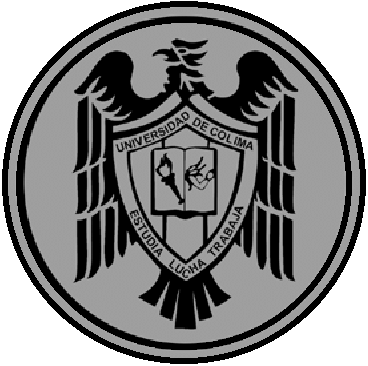 UNIVERSIDAD DE COLIMA
ESTUDIA LUCHA TRABAJA